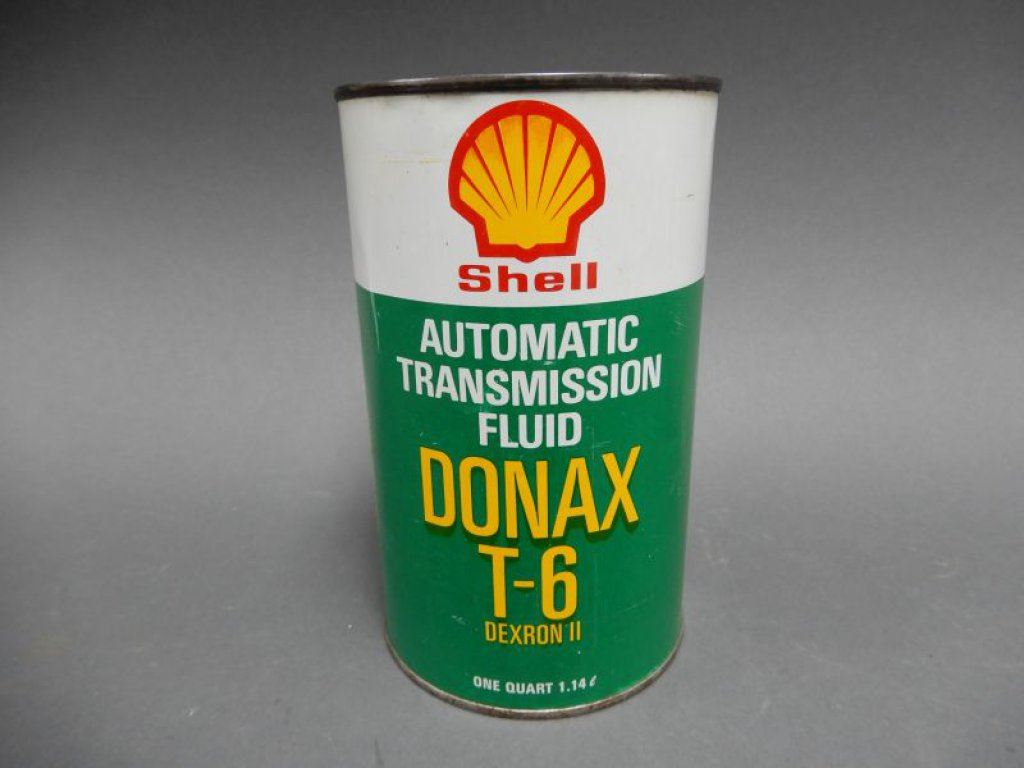 Shell
AUTOMATIC
TRANSMISSION
FLUID
DONAX
T-6
DEXRON II
ONE QUART 1.14 ℓ